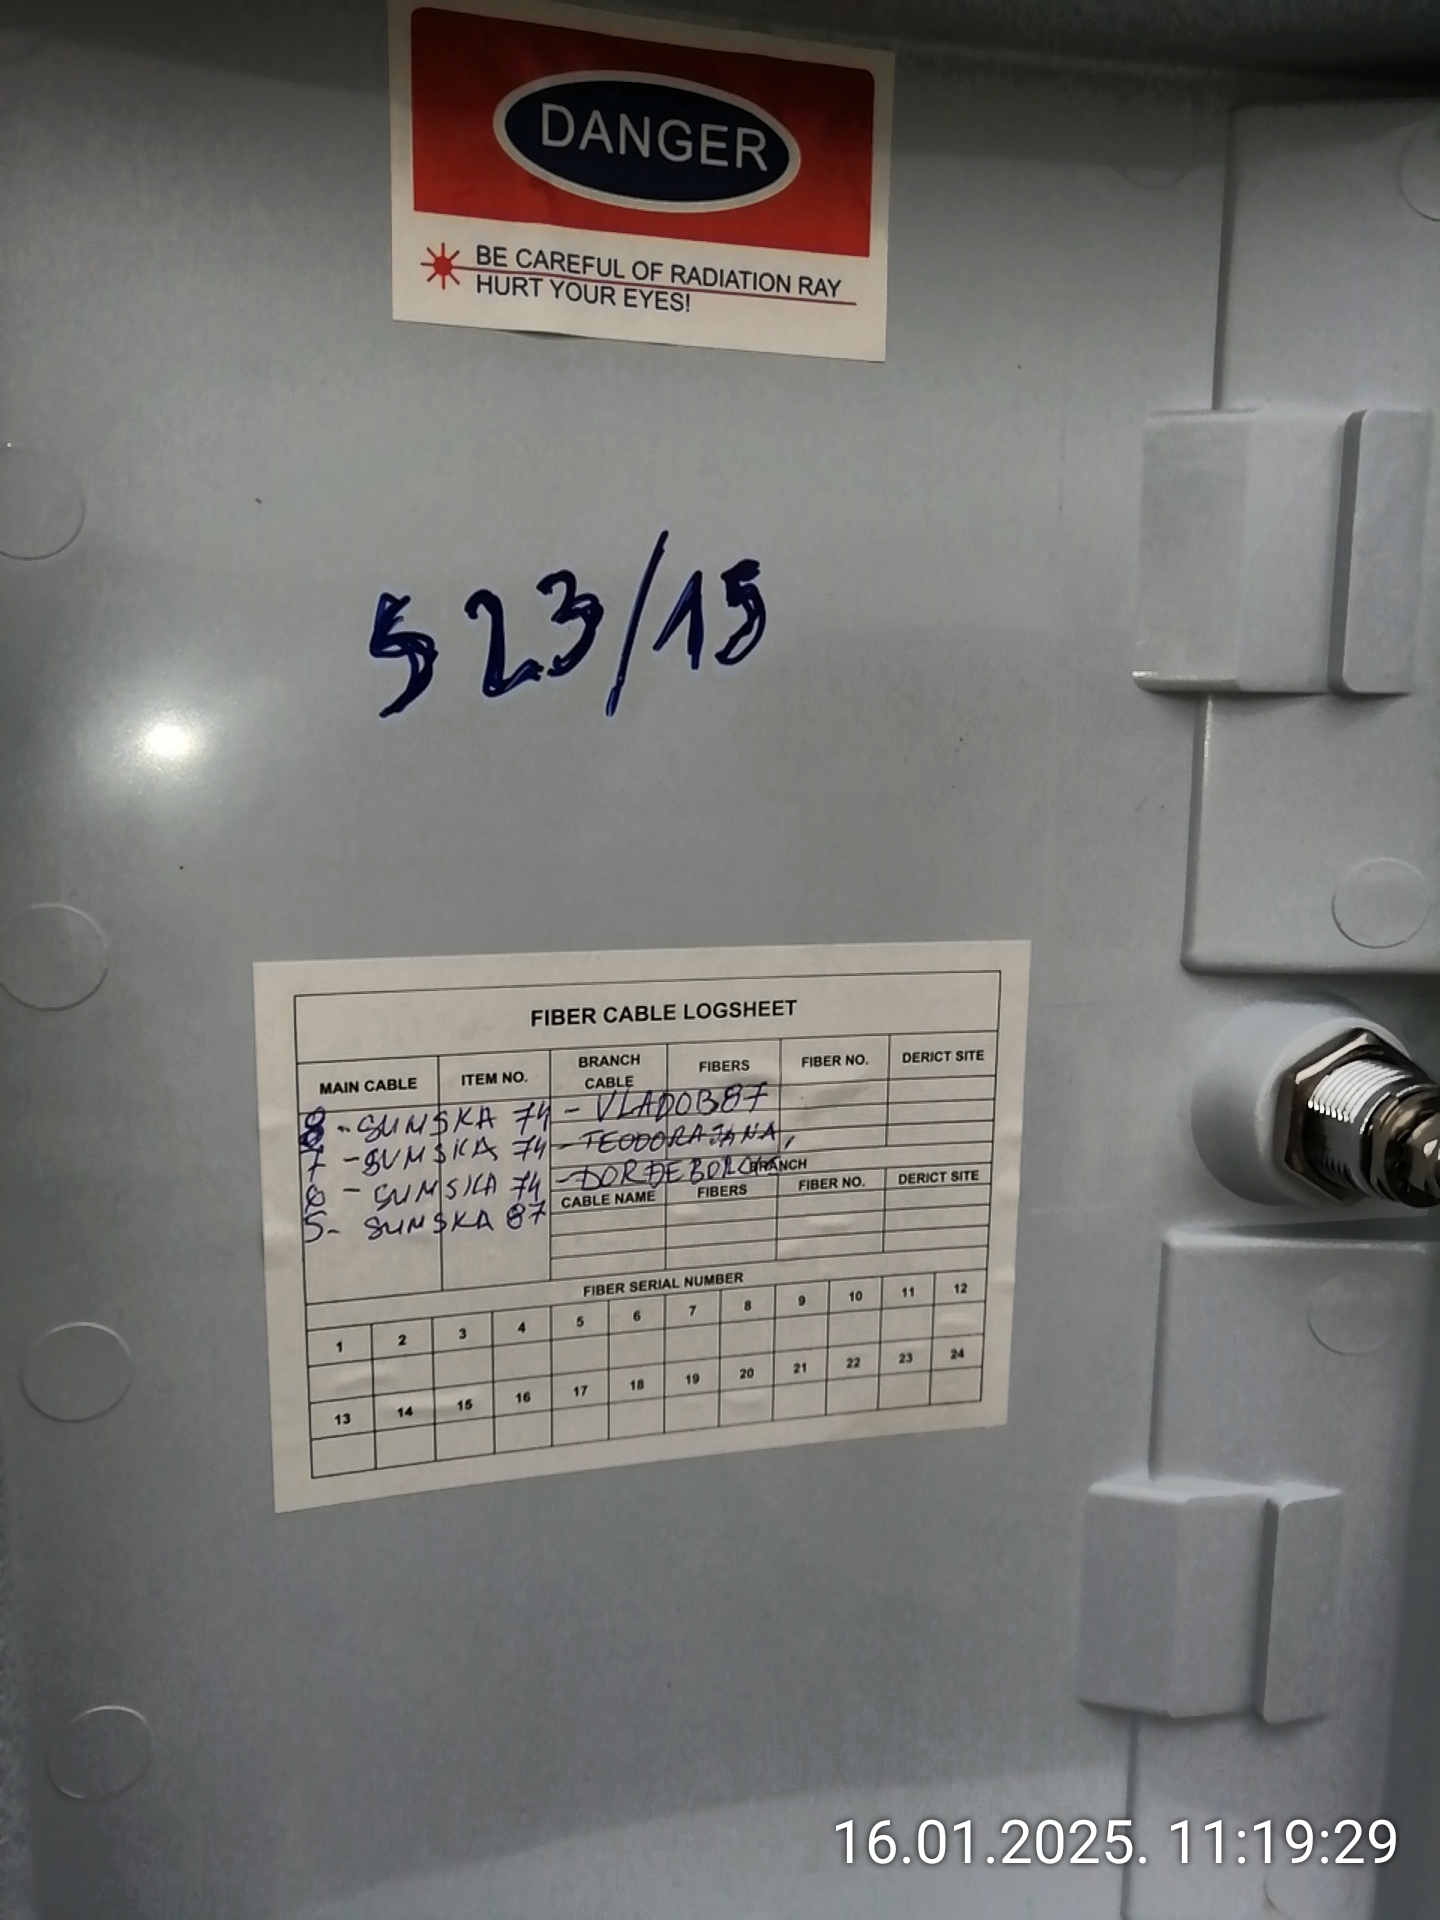 DANGER
BE CAREFUL OF RADIATION RAY
HURT YOUR EYES!
523/15
FIBER CABLE LOGSHEET
MAIN CABLE ITEM NO. BRANCH CABLE FIBERS FIBER NO. DERICT SITE
8 - SUMSKA 74 - VLADOB87
7 - SUMSKA 74 - TEODORAJANA,
6 - SUMSKA 74 - DORĐEBOLGI
5 - SUMSKA 87
BRANCH
CABLE NAME FIBERS FIBER NO. DERICT SITE
FIBER SERIAL NUMBER
1 2 3 4 5 6 7 8 9 10 11 12
13 14 15 16 17 18 19 20 21 22 23 24
16.01.2025. 11:19:29